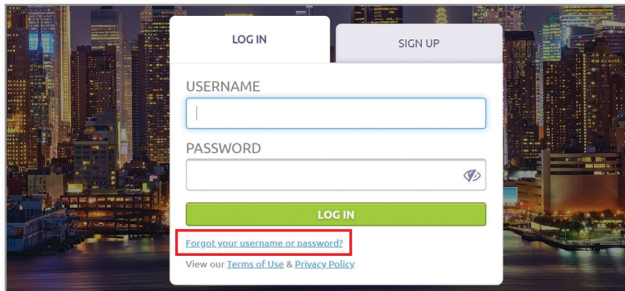 LOG IN
SIGN UP
USERNAME
PASSWORD
LOG IN
Forgot your username or password?
View our Terms of Use & Privacy Policy